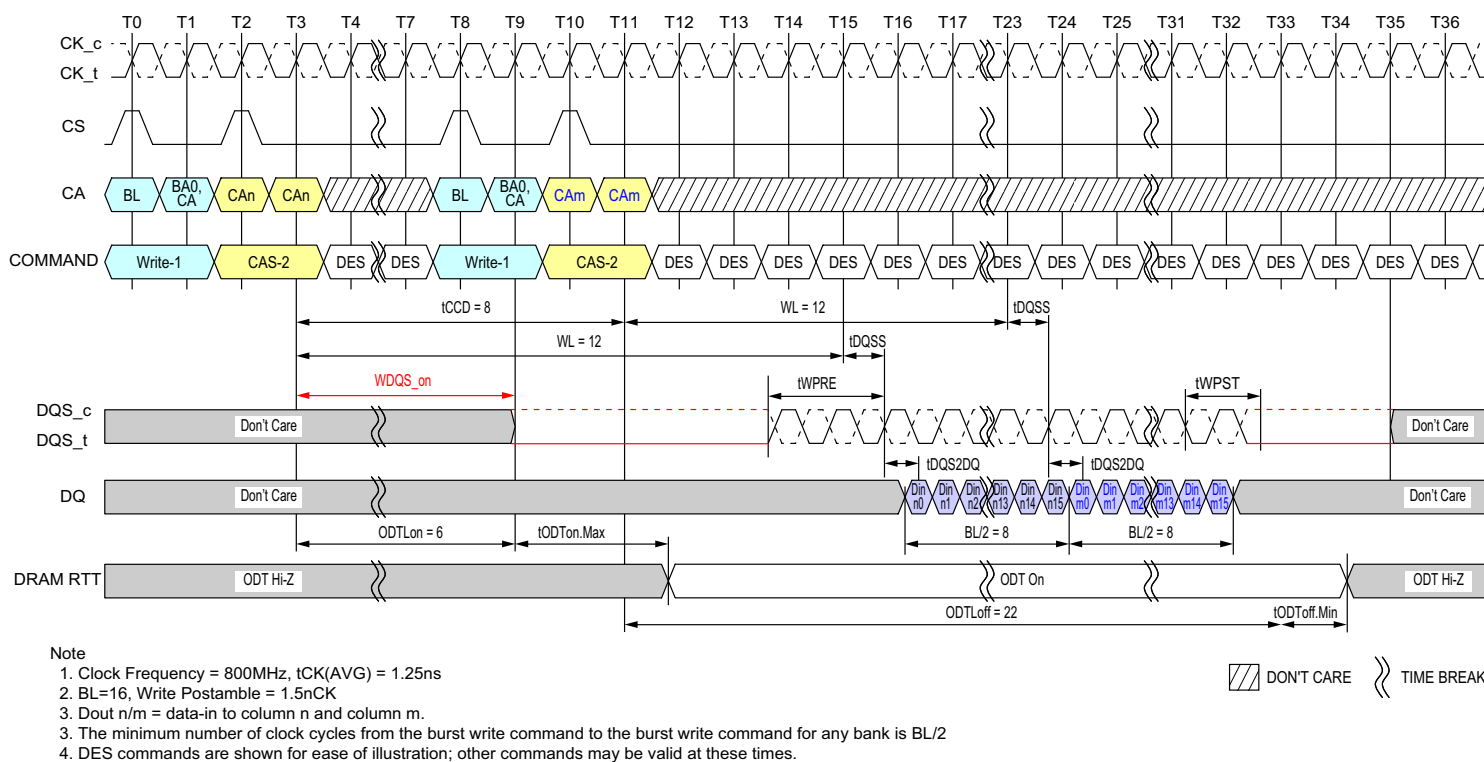 T0 T1 T2 T3 T4 T7 T8 T9 T10 T11 T12 T13 T14 T15 T16 T17 T23 T24 T25 T31 T32 T33 T34 T35 T36
CK_c
CK_t
CS
CA BL BA0, CA CAn CAn BL BA0, CA CAm CAm
COMMAND Write-1 CAS-2 DES DES Write-1 CAS-2 DES DES DES DES DES DES DES DES DES DES DES DES DES DES DES
tCCD = 8 WL = 12 tDQSS
WL = 12 tDQSS
WDQS_on tWPRE tWPST
DQS_c
DQS_t
Don't Care Don't Care
tDQS2DQ tDQS2DQ
DQ Don't Care Din n0 Din n1 Din n2 Din n13 Din n14 Din n15 Din m0 Din m1 Din m2 Din m13 Din m14 Din m15 Don't Care
ODTLon = 6 tODTon.Max BL/2 = 8 BL/2 = 8
DRAM RTT ODT Hi-Z ODT On ODT Hi-Z
ODTLoff = 22 tODToff.Min
Note
1. Clock Frequency = 800MHz, tCK(AVG) = 1.25ns
2. BL=16, Write Postamble = 1.5nCK
3. Dout n/m = data-in to column n and column m.
3. The minimum number of clock cycles from the burst write command to the burst write command for any bank is BL/2
4. DES commands are shown for ease of illustration; other commands may be valid at these times.
DON'T CARE TIME BREAK